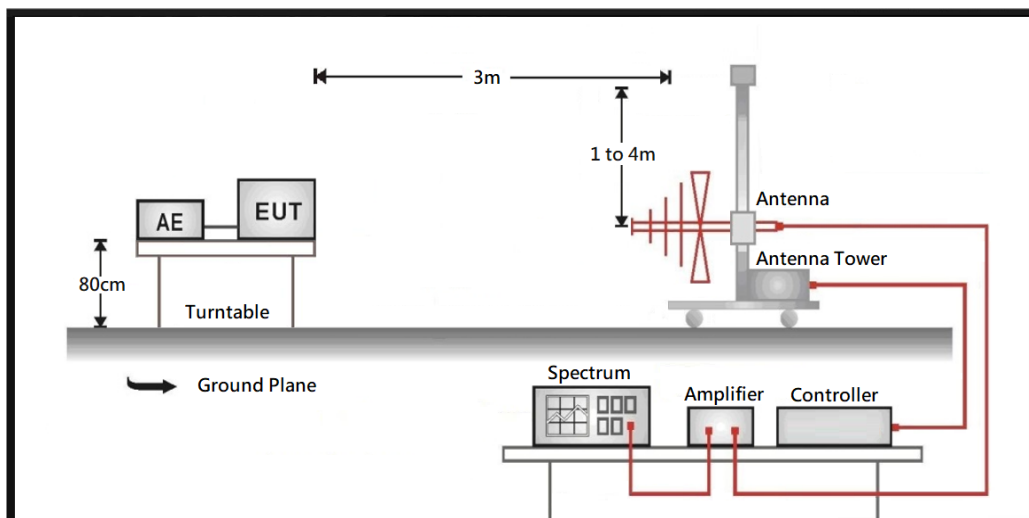 3m
1 to 4m
AE
EUT
Antenna
Antenna Tower
80cm
Turntable
Ground Plane
Spectrum
Amplifier
Controller